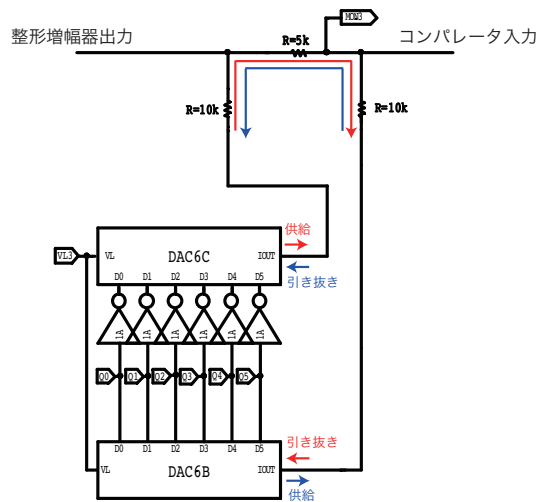 MON3
整形増幅器出力
R=5k
コンパレータ入力
R=10k
R=10k
供給
VL3
VL
DAC6C
IOUT
引き抜き
D0 D1 D2 D3 D4 D5
1A 1A 1A 1A 1A 1A
Q0 Q1 Q2 Q3 Q4 Q5
D0 D1 D2 D3 D4 D5
引き抜き
VL
DAC6B
IOUT
供給